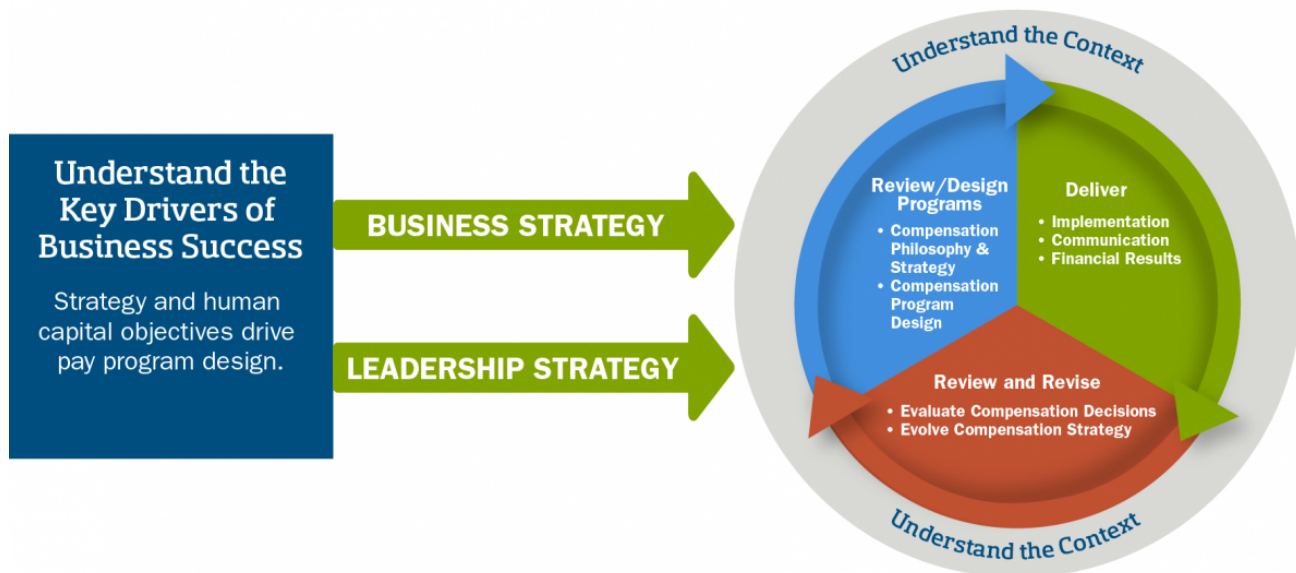 Understand the
Key Drivers of
Business Success
Strategy and human
capital objectives drive
pay program design.
BUSINESS STRATEGY
LEADERSHIP STRATEGY
Understand the Context
Review/Design
Programs
• Compensation
Philosophy &
Strategy
• Compensation
Program
Design
Deliver
• Implementation
• Communication
• Financial Results
Review and Revise
• Evaluate Compensation Decisions
• Evolve Compensation Strategy
Understand the Context